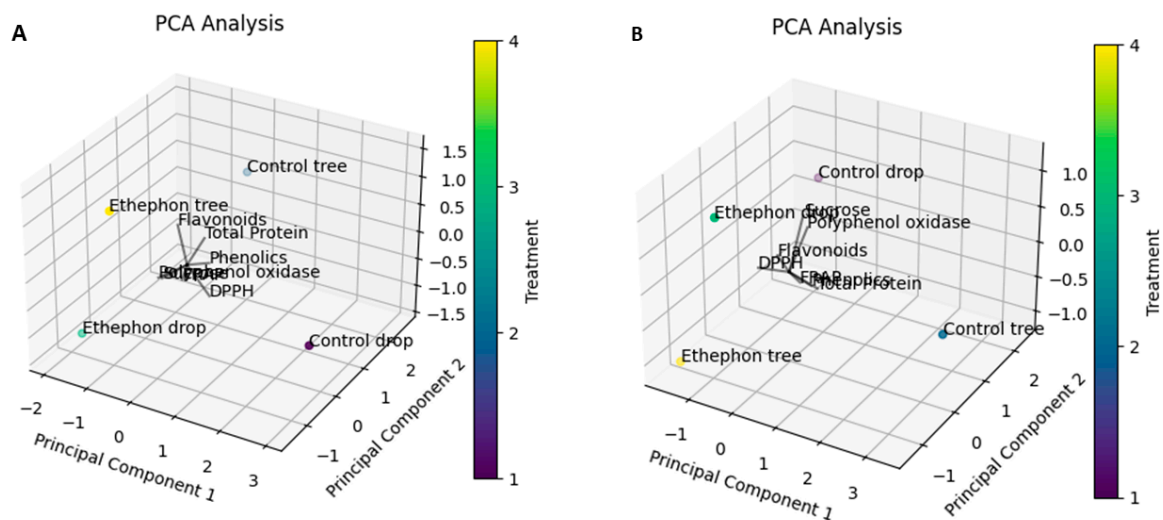 A
PCA Analysis
Control tree
Ethephon tree
Flavonoids
Total Protein
Phenolics
Polyphenol oxidase
DPPH
Ethephon drop
Control drop
1.5
1.0
0.5
0.0
−0.5
−1.0
−1.5
−2
−1
0
1
2
3
Principal Component 1
−1
0
1
2
Principal Component 2
4
3
2
1
Treatment
B
PCA Analysis
Control drop
Ethephon drop
Sucrose
Polyphenol oxidase
Flavonoids
DPPH
FRAP
Phenolics
Total Protein
Control tree
Ethephon tree
1.0
0.5
0.0
−0.5
−1.0
−1
0
1
2
3
Principal Component 1
−1
0
1
2
Principal Component 2
4
3
2
1
Treatment